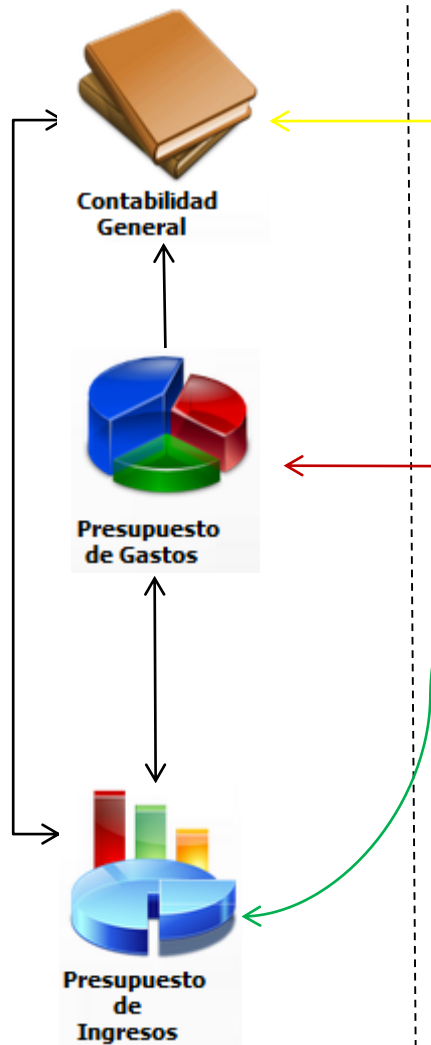 Contabilidad
General
Presupuesto
de Gastos
Presupuesto
de
Ingresos